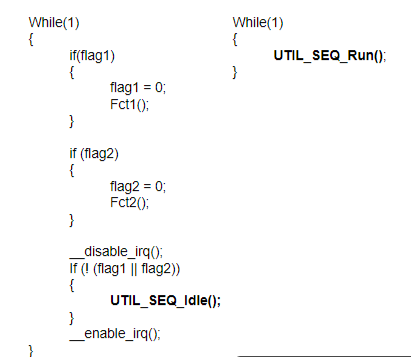 While(1)
{
if(flag1)
{
flag1 = 0;
Fct1();
}
if (flag2)
{
flag2 = 0;
Fct2();
}
__disable_irq();
If (! (flag1 || flag2))
{
UTIL_SEQ_Idle();
}
__enable_irq();
}
While(1)
{
UTIL_SEQ_Run();
}